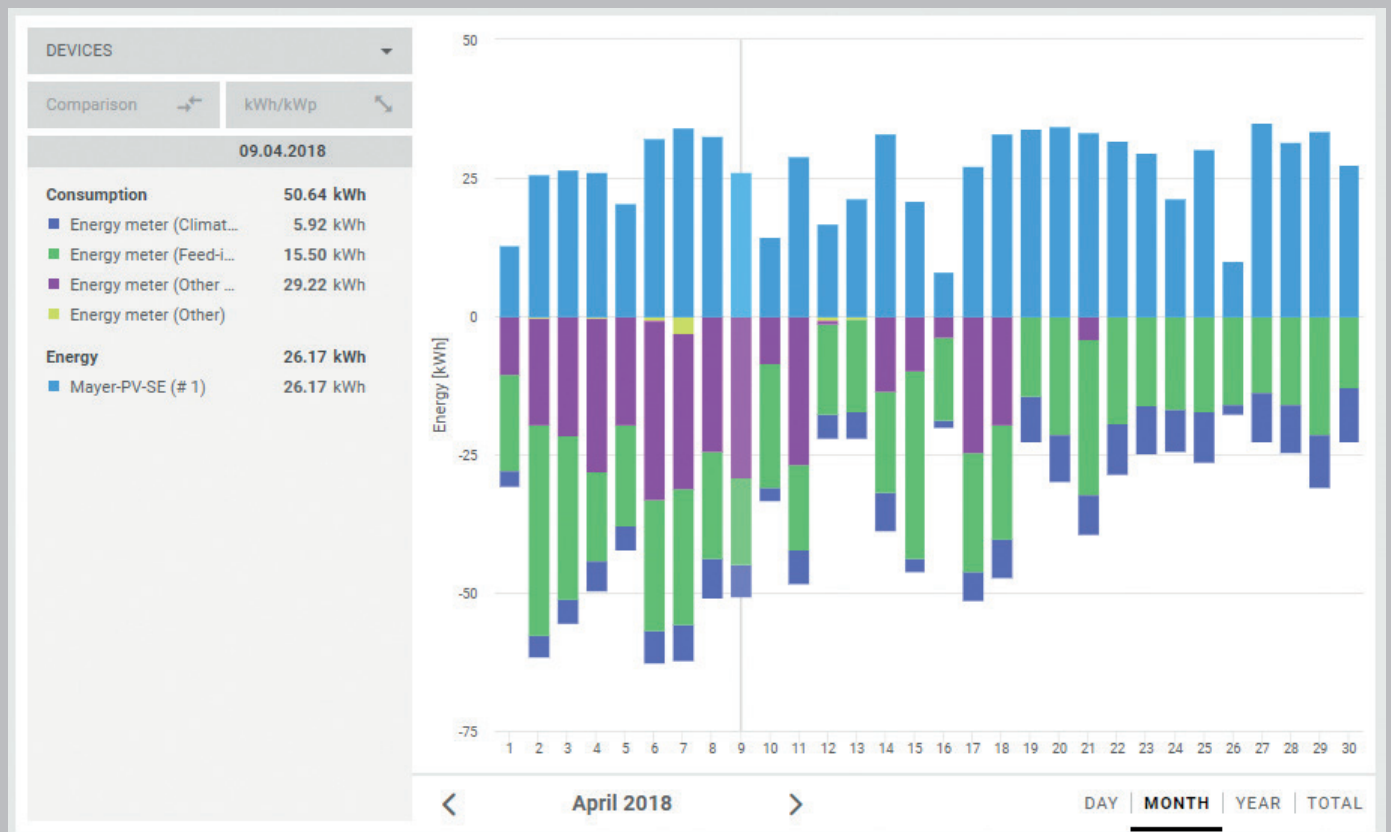 DEVICES
Comparison
kWh/kWp
09.04.2018
Consumption 50.64 kWh
Energy meter (Climat... 5.92 kWh
Energy meter (Feed-i... 15.50 kWh
Energy meter (Other ... 29.22 kWh
Energy meter (Other)
Energy 26.17 kWh
Mayer-PV-SE (# 1) 26.17 kWh
Energy [kWh]
50
25
0
-25
-50
-75
1 2 3 4 5 6 7 8 9 10 11 12 13 14 15 16 17 18 19 20 21 22 23 24 25 26 27 28 29 30
April 2018
DAY MONTH YEAR TOTAL